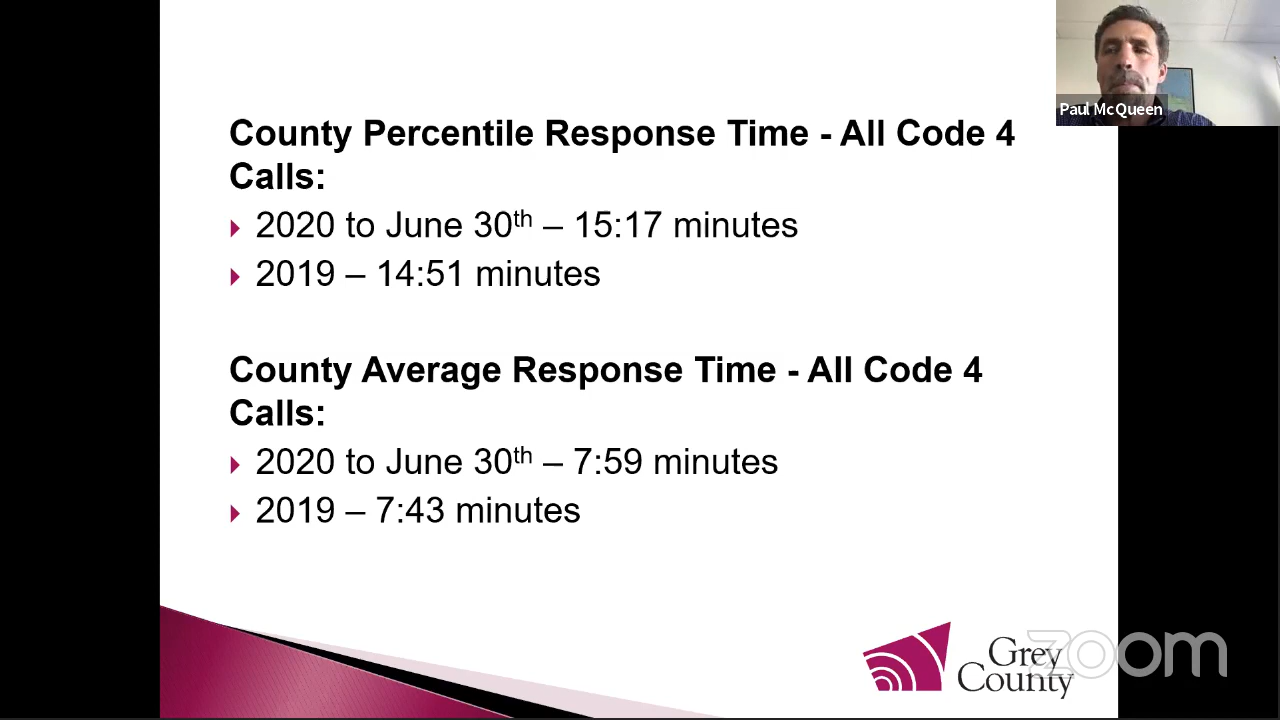 Paul McQueen
County Percentile Response Time - All Code 4
Calls:
2020 to June 30th – 15:17 minutes
2019 – 14:51 minutes
County Average Response Time - All Code 4
Calls:
2020 to June 30th – 7:59 minutes
2019 – 7:43 minutes
Grey
County
zoom